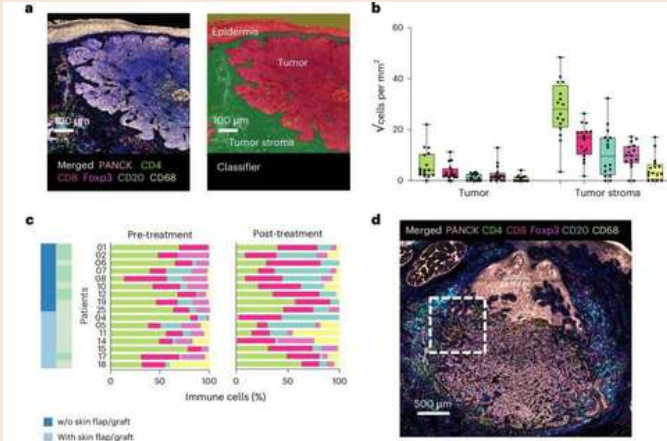 a
Epidermis
Tumor
100 µm
100 µm
Tumor stroma
Merged PANCK CD4
CD8 Foxp3 CD20 CD68
Classifier
b
√cells per mm²
60
40
20
0
Tumor
Tumor stroma
c
Pre-treatment
Post-treatment
Patients
01
02
06
07
08
10
12
19
25
04
05
11
14
15
17
18
0 50 100 0 50 100
Immune cells (%)
w/o skin flap/graft
With skin flap/graft
d
Merged PANCK CD4 CD8 Foxp3 CD20 CD68
500 µm